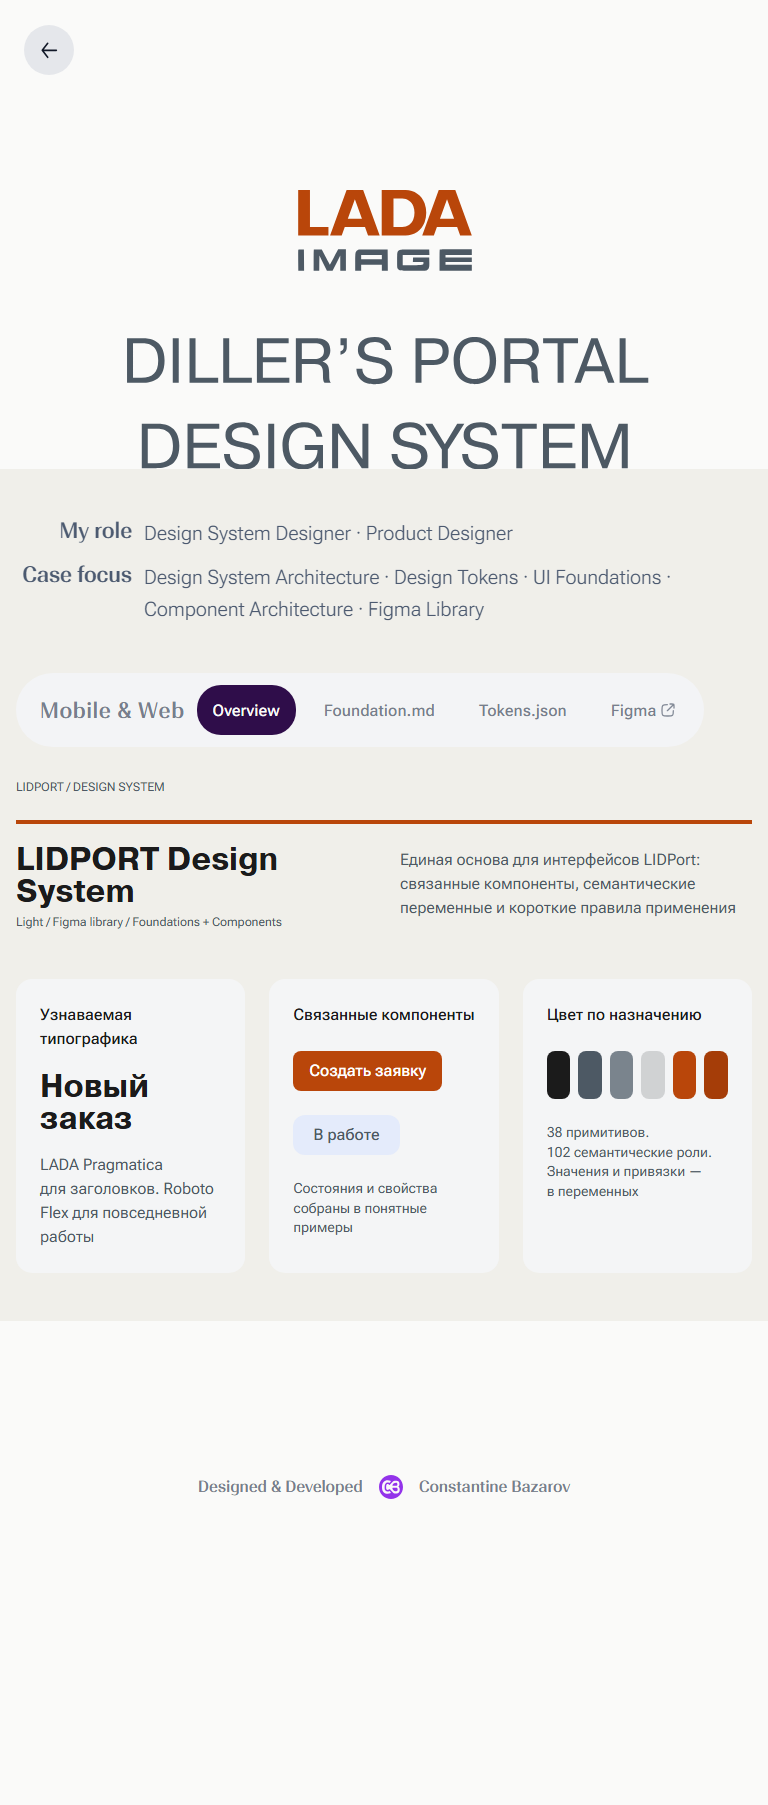 LADA
IMAGE
DILLER’S PORTAL
DESIGN SYSTEM
My role
Design System Designer · Product Designer
Case focus
Design System Architecture · Design Tokens · UI Foundations ·
Component Architecture · Figma Library
Mobile & Web
Overview
Foundation.md
Tokens.json
Figma
LIDPORT / DESIGN SYSTEM
LIDPORT Design
System
Light / Figma library / Foundations + Components
Единая основа для интерфейсов LIDPort:
связанные компоненты, семантические
переменные и короткие правила применения
Узнаваемая
типографика
Новый
заказ
LADA Pragmatica
для заголовков. Roboto
Flex для повседневной
работы
Связанные компоненты
Создать заявку
В работе
Состояния и свойства
собраны в понятные
примеры
Цвет по назначению
38 примитивов.
102 семантические роли.
Значения и привязки —
в переменных
Designed & Developed
CB
Constantine Bazarov